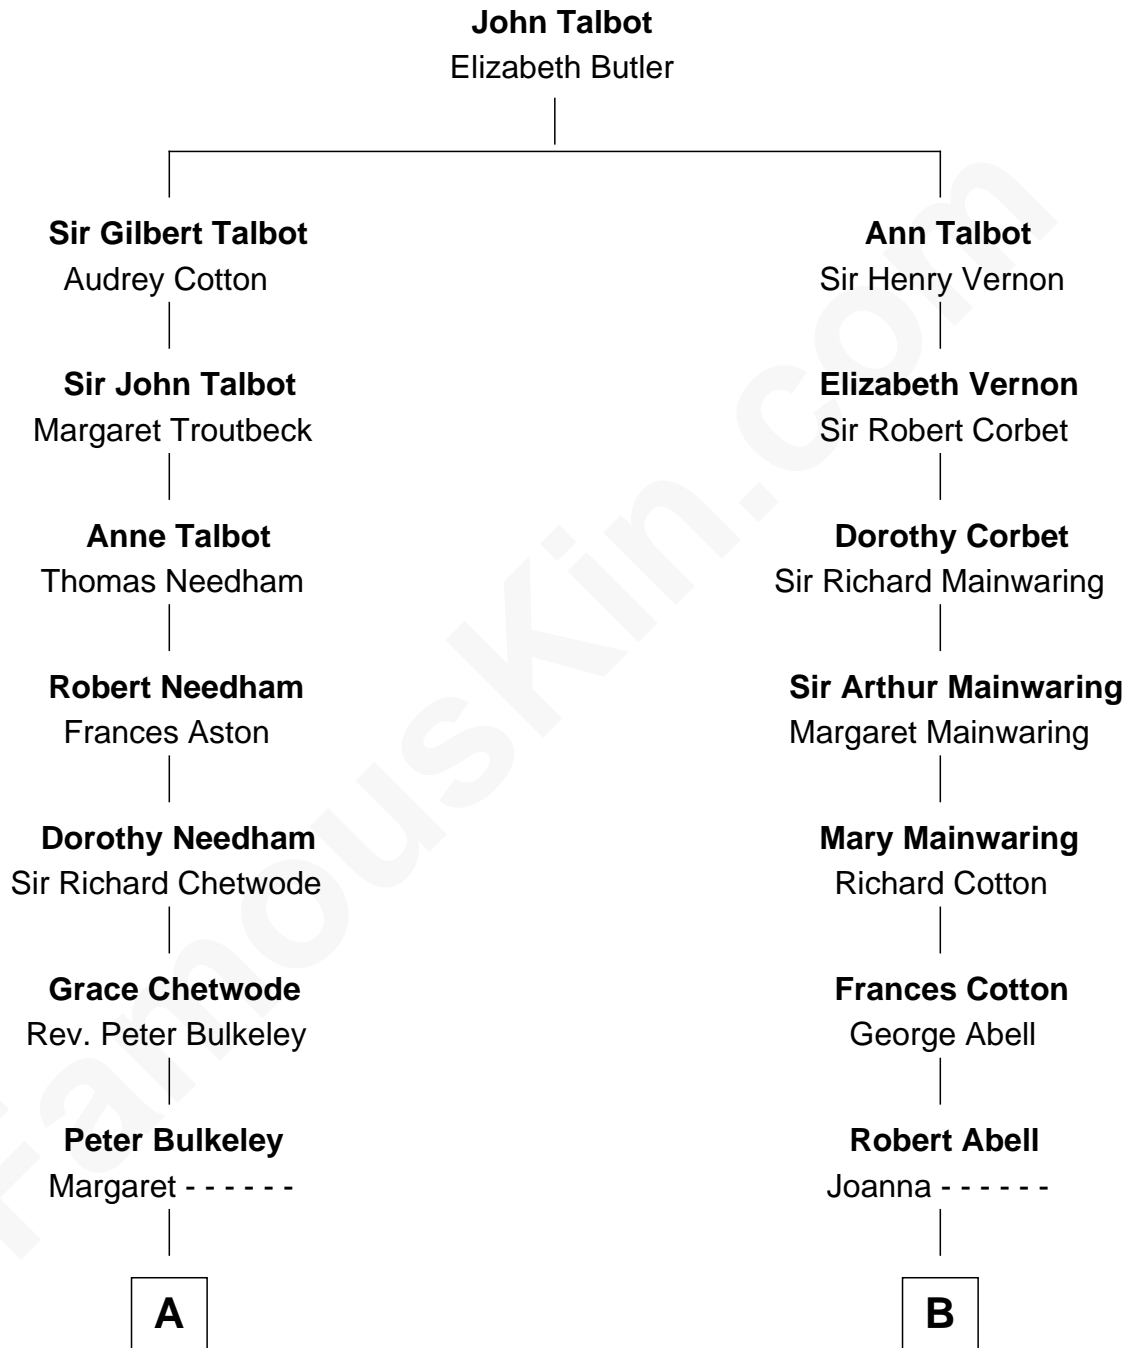 John Talbot
Elizabeth Butler
Sir Gilbert Talbot
Audrey Cotton
Ann Talbot
Sir Henry Vernon
Sir John Talbot
Margaret Troutbeck
Elizabeth Vernon
Sir Robert Corbet
Anne Talbot
Thomas Needham
Dorothy Corbet
Sir Richard Mainwaring
Robert Needham
Frances Aston
Sir Arthur Mainwaring
Margaret Mainwaring
Dorothy Needham
Sir Richard Chetwode
Mary Mainwaring
Richard Cotton
Grace Chetwode
Rev. Peter Bulkeley
Frances Cotton
George Abell
Peter Bulkeley
Margaret - - - - - -
Robert Abell
Joanna - - - - - -
A
B
FamousKin.com